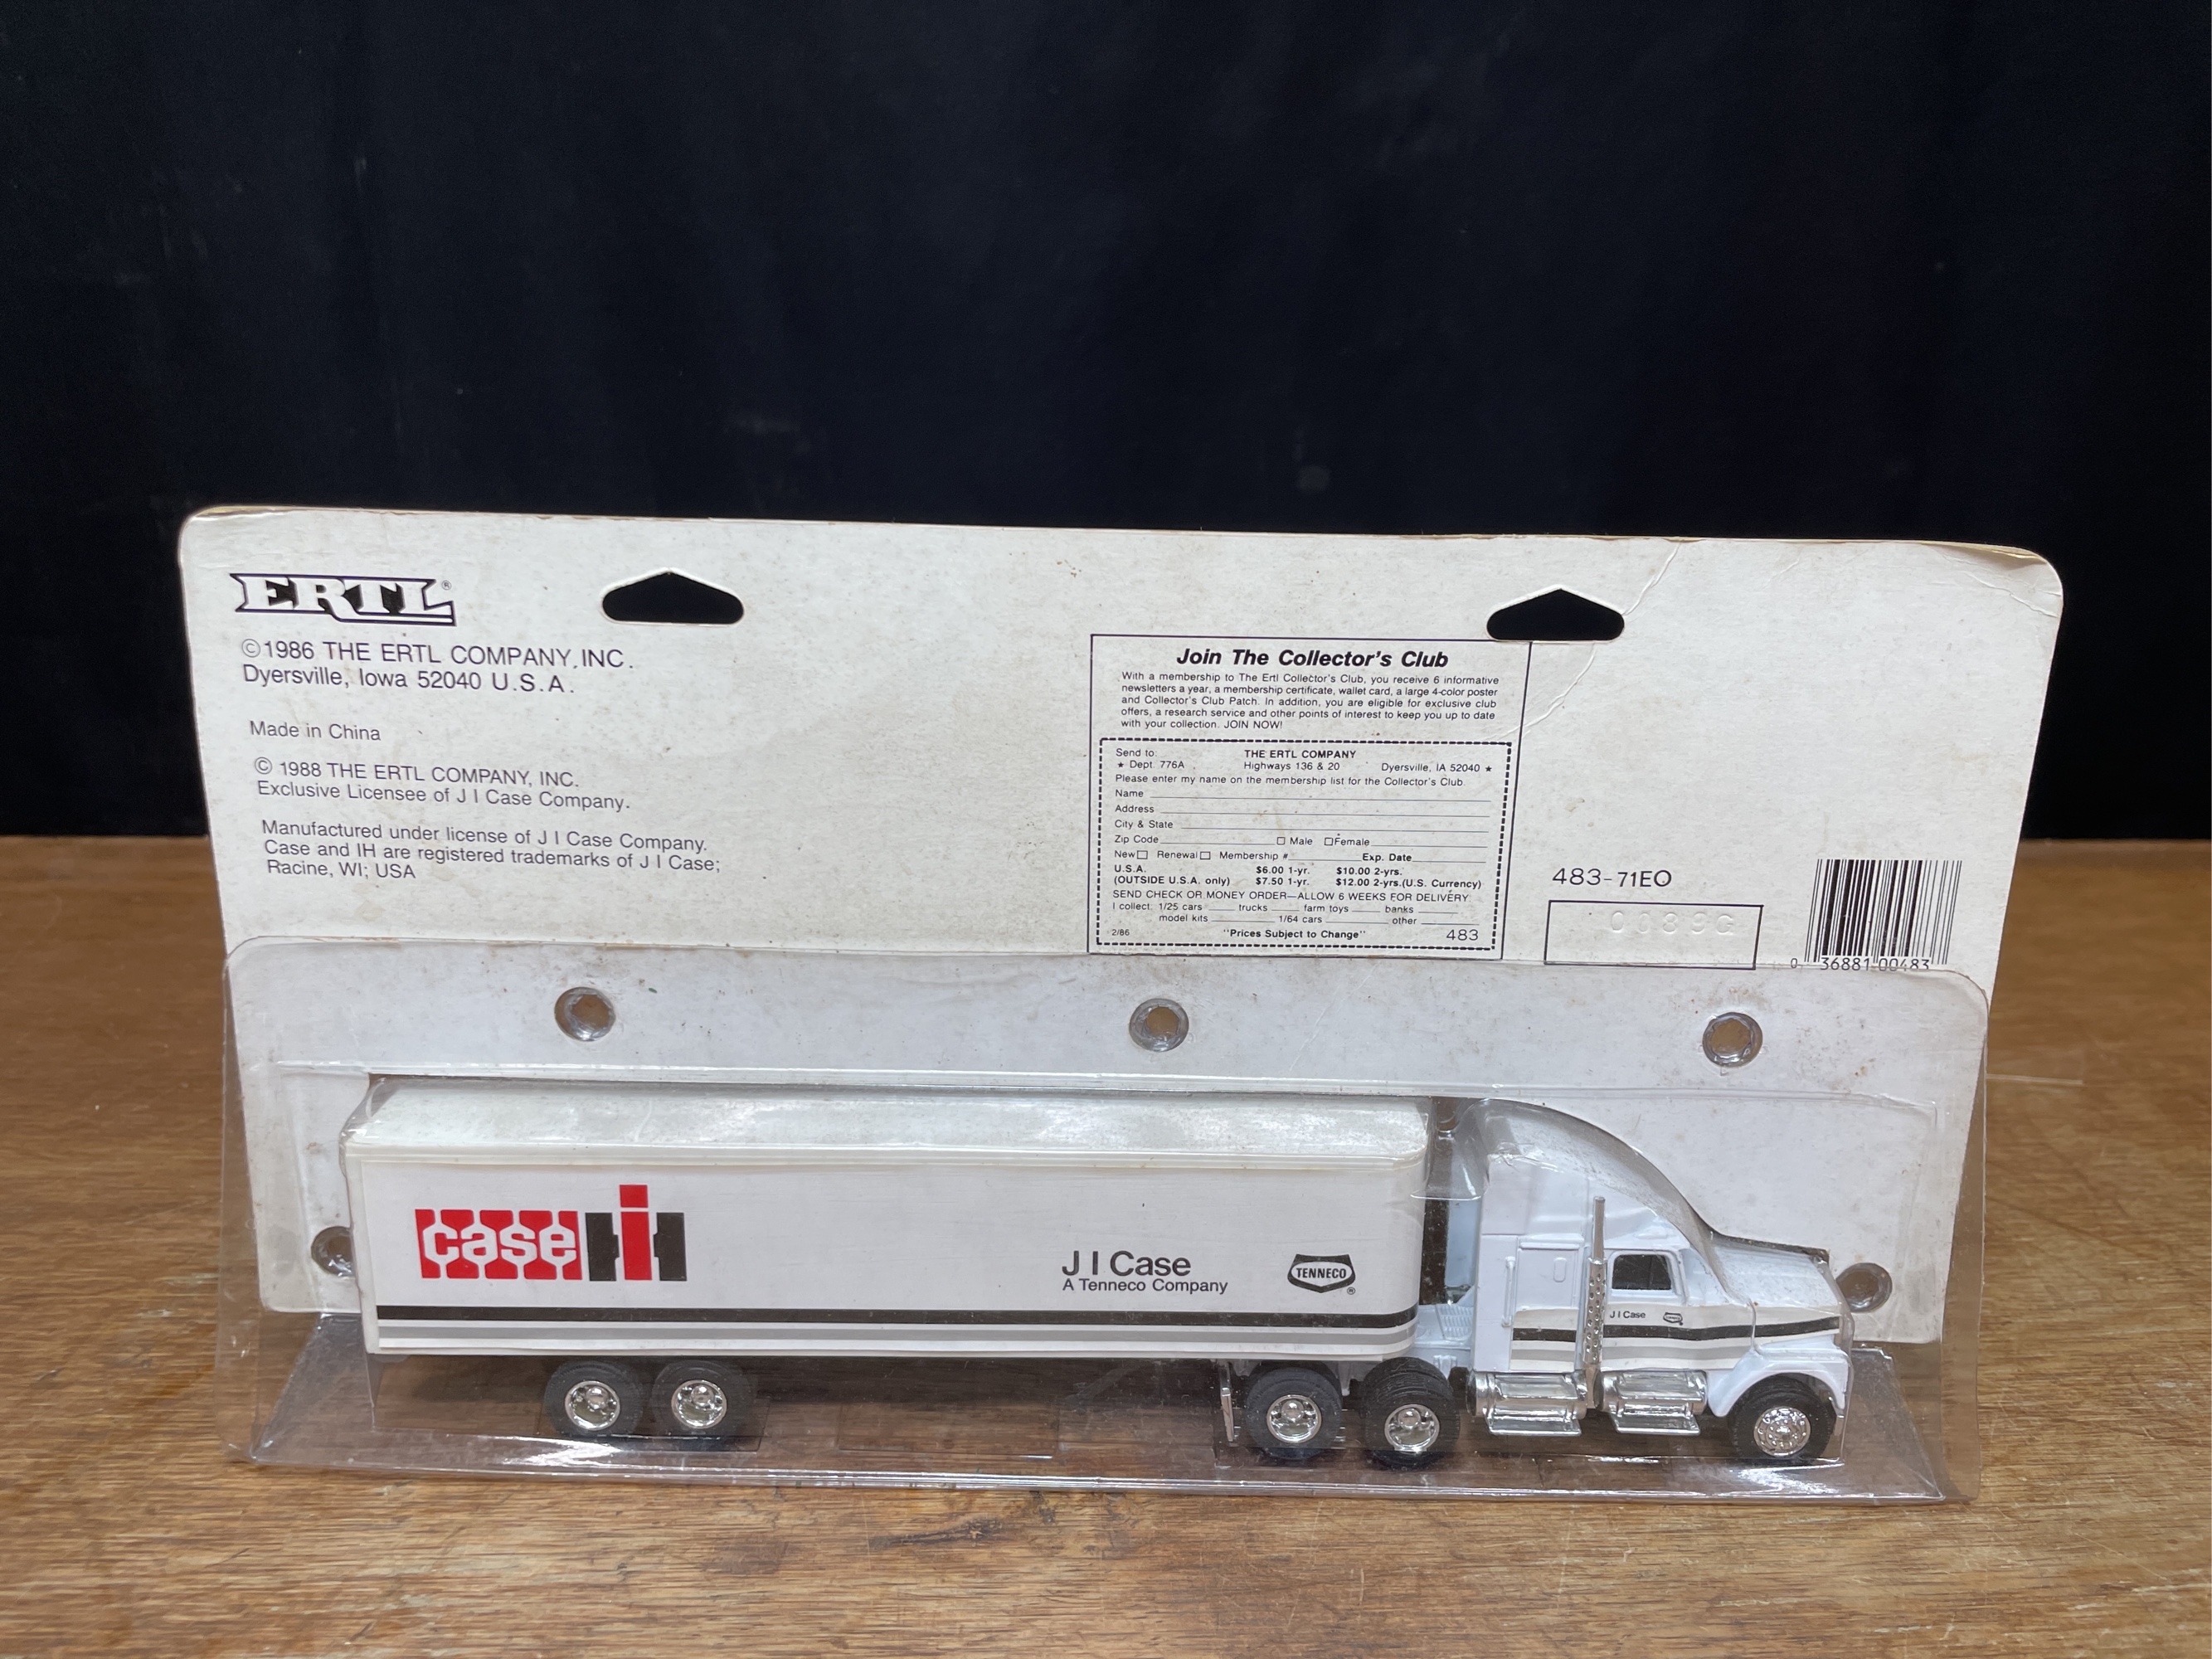 ERTL®
©1986 THE ERTL COMPANY, INC.
Dyersville, Iowa 52040 U.S.A.
Made in China
© 1988 THE ERTL COMPANY, INC.
Exclusive Licensee of J I Case Company.
Manufactured under license of J I Case Company.
Case and IH are registered trademarks of J I Case;
Racine, WI; USA
Join The Collector's Club
With a membership to The Ertl Collector's Club, you receive 6 informative
newsletters a year, a membership certificate, wallet card, a large 4-color poster
and Collector's Club Patch. In addition, you are eligible for exclusive club
offers, a research service and other points of interest to keep you up to date
with your collection. JOIN NOW!
Send to: THE ERTL COMPANY
★ Dept. 776A Highways 136 & 20 Dyersville, IA 52040 ★
Please enter my name on the membership list for the Collector's Club.
Name
Address
City & State
Zip Code □ Male □ Female
New □ Renewal □ Membership # Exp. Date
U.S.A. $6.00 1-yr. $10.00 2-yrs.
(OUTSIDE U.S.A. only) $7.50 1-yr. $12.00 2-yrs. (U.S. Currency)
SEND CHECK OR MONEY ORDER—ALLOW 6 WEEKS FOR DELIVERY
I collect: 1/25 cars trucks farm toys banks
model kits 1/64 cars other
2/86 "Prices Subject to Change" 483
483-71EO
0089G
0 36881 00483
case IH
J I Case
A Tenneco Company
TENNECO®
J I Case